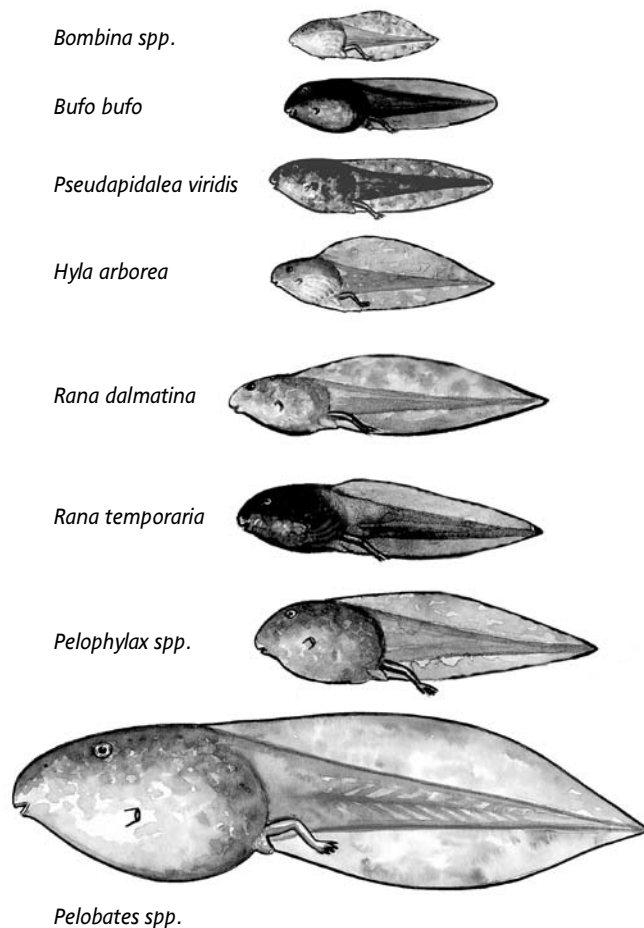 Bombina spp.
Bufo bufo
Pseudapidalea viridis
Hyla arborea
Rana dalmatina
Rana temporaria
Pelophylax spp.
Pelobates spp.